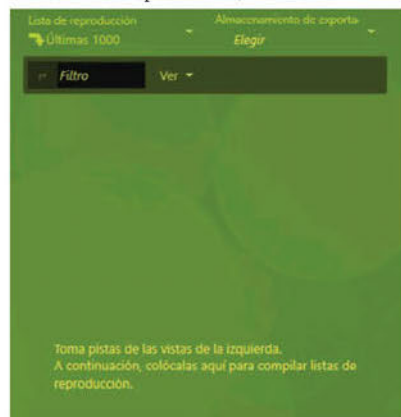 Lista de reproducción
Últimas 1000
Almacenamiento de exporta-
Elegir
Filtro
Ver
Toma pistas de las vistas de la izquierda.
A continuación, colócalas aquí para compilar listas de
reproducción.